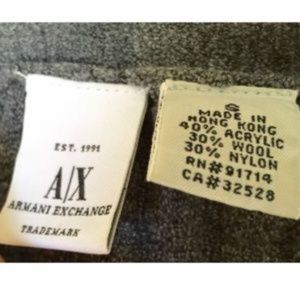 EST. 1991
A|X
ARMANI EXCHANGE
TRADEMARK
S
MADE IN
HONG KONG
40% ACRYLIC
30% WOOL
30% NYLON
RN#91714
CA#32528